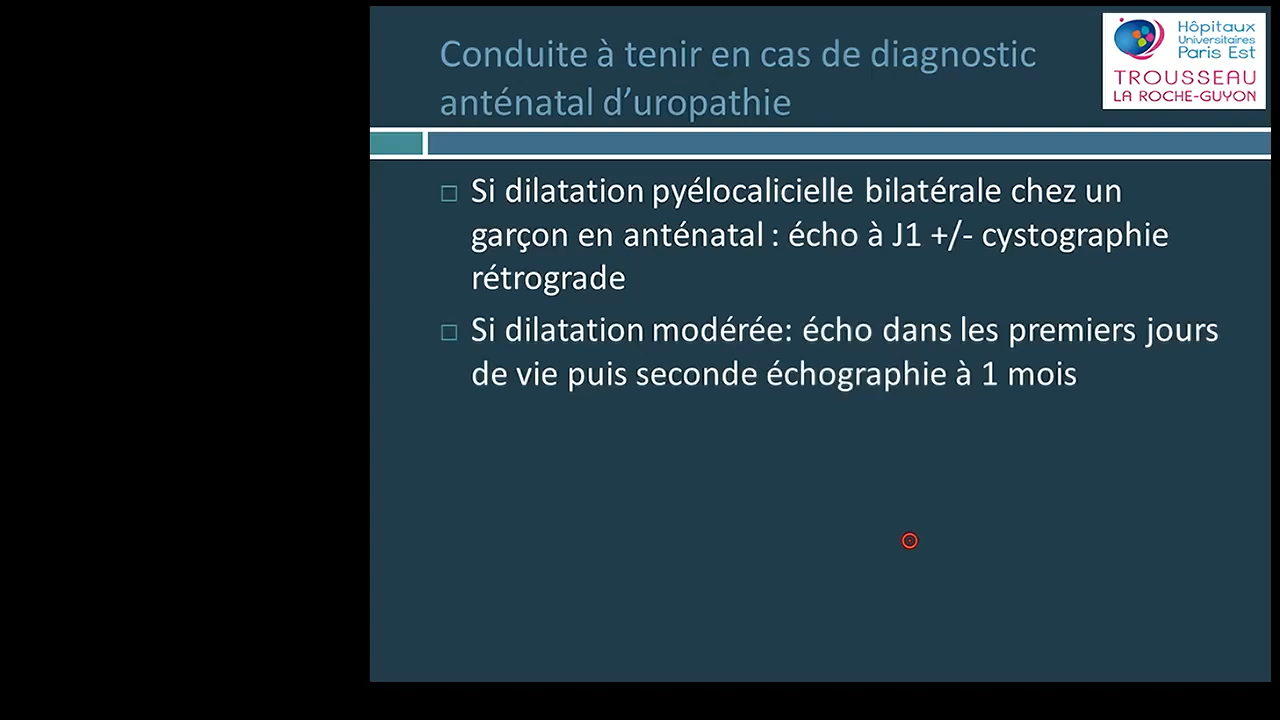 Conduite à tenir en cas de diagnostic
anténatal d’uropathie
Hôpitaux
Universitaires
Paris Est
TROUSSEAU
LA ROCHE-GUYON
Si dilatation pyélocalicielle bilatérale chez un
garçon en anténatal : écho à J1 +/- cystographie
rétrograde
Si dilatation modérée: écho dans les premiers jours
de vie puis seconde échographie à 1 mois